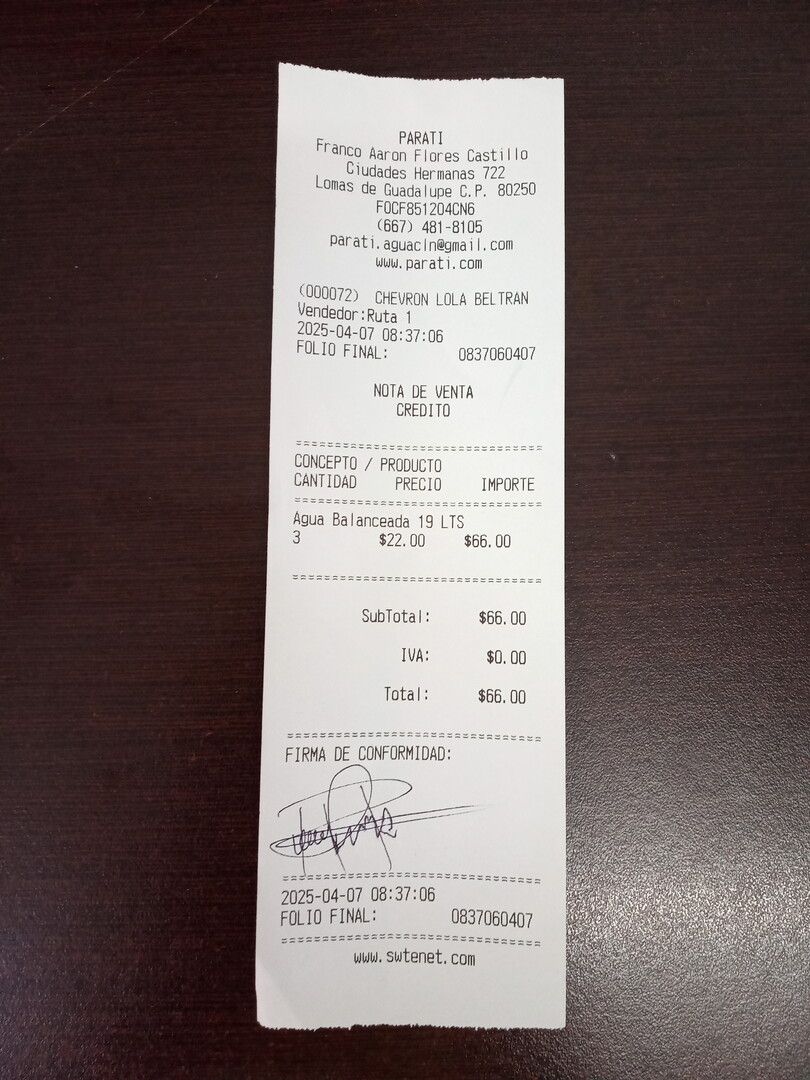 PARATI
Franco Aaron Flores Castillo
Ciudades Hermanas 722
Lomas de Guadalupe C.P. 80250
FOCF851204CN6
(667) 481-8105
parati.aguacln@gmail.com
www.parati.com
(000072) CHEVRON LOLA BELTRAN
Vendedor:Ruta 1
2025-04-07 08:37:06
FOLIO FINAL: 0837060407
NOTA DE VENTA
CREDITO
CONCEPTO / PRODUCTO
CANTIDAD PRECIO IMPORTE
Agua Balanceada 19 LTS
3 $22.00 $66.00
SubTotal: $66.00
IVA: $0.00
Total: $66.00
FIRMA DE CONFORMIDAD:
2025-04-07 08:37:06
FOLIO FINAL: 0837060407
www.swtenet.com